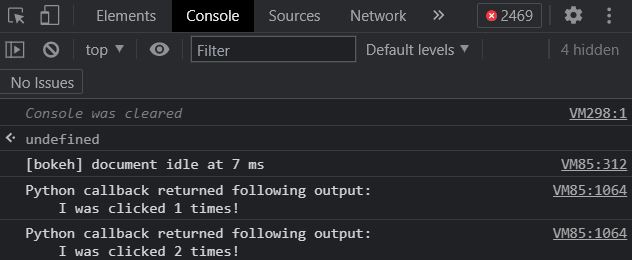 Elements Console Sources Network » 2469
top Filter Default levels 4 hidden
No Issues
Console was cleared VM298:1
undefined
[bokeh] document idle at 7 ms VM85:312
Python callback returned following output: VM85:1064
I was clicked 1 times!
Python callback returned following output: VM85:1064
I was clicked 2 times!